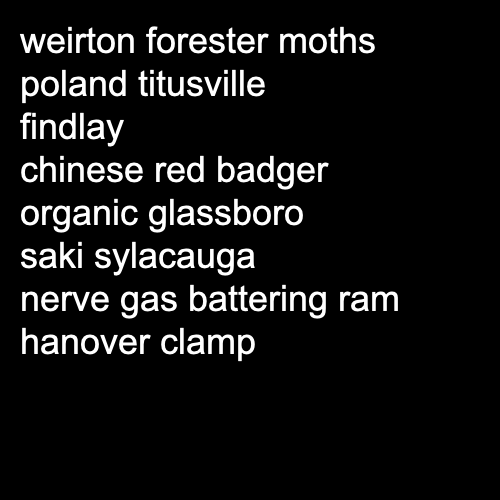 weirton forester moths
poland titusville
findlay
chinese red badger
organic glassboro
saki sylacauga
nerve gas battering ram
hanover clamp